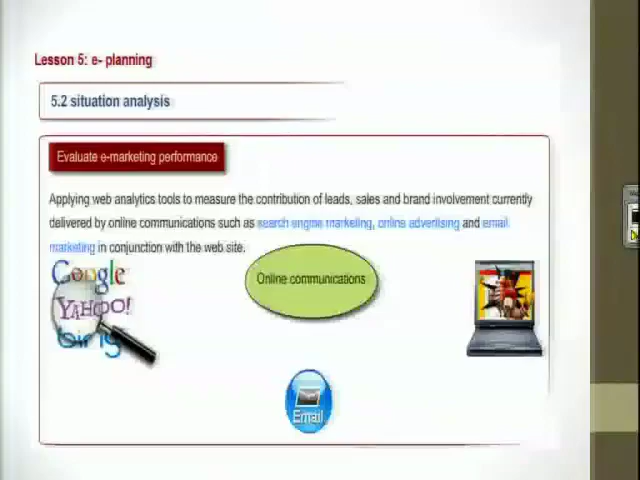 Lesson 5: e- planning
5.2 situation analysis
Evaluate e-marketing performance
Applying web analytics tools to measure the contribution of leads, sales and brand involvement currently
delivered by online communications such as search engine marketing, online advertising and email
marketing in conjunction with the web site.
Google
YAHOO!
bing
Online communications
Email